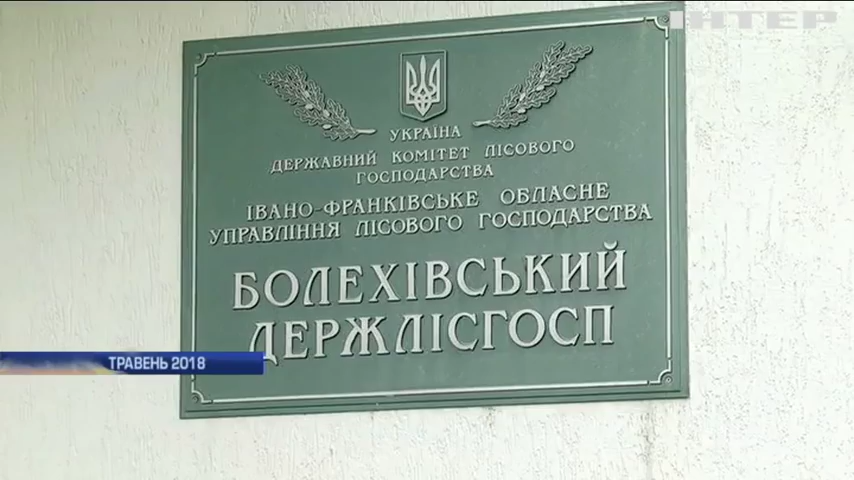 ІНТЕР
УКРАЇНА
ДЕРЖАВНИЙ КОМІТЕТ ЛІСОВОГО
ГОСПОДАРСТВА
ІВАНО-ФРАНКІВСЬКЕ ОБЛАСНЕ
УПРАВЛІННЯ ЛІСОВОГО ГОСПОДАРСТВА
БОЛЕХІВСЬКИЙ
ДЕРЖЛІСГОСП
ТРАВЕНЬ 2018